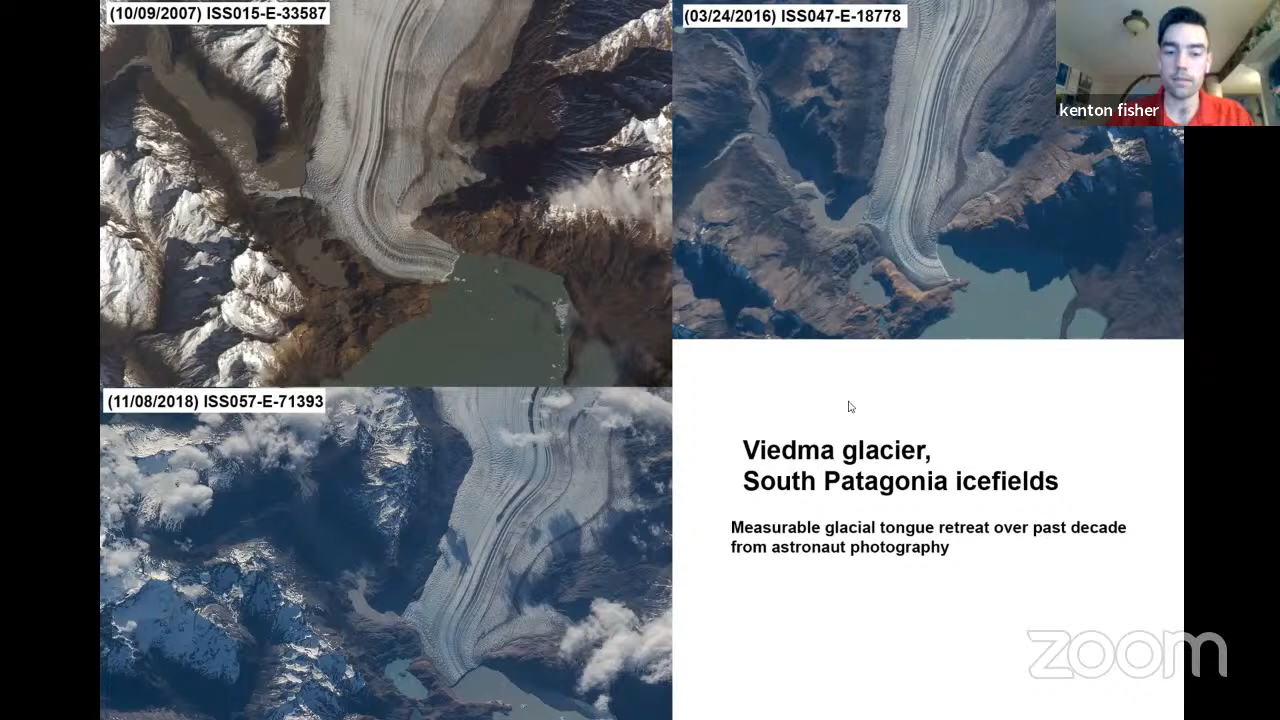 (10/09/2007) ISS015-E-33587
(03/24/2016) ISS047-E-18778
kenton fisher
(11/08/2018) ISS057-E-71393
Viedma glacier,
South Patagonia icefields
Measurable glacial tongue retreat over past decade
from astronaut photography
zoom